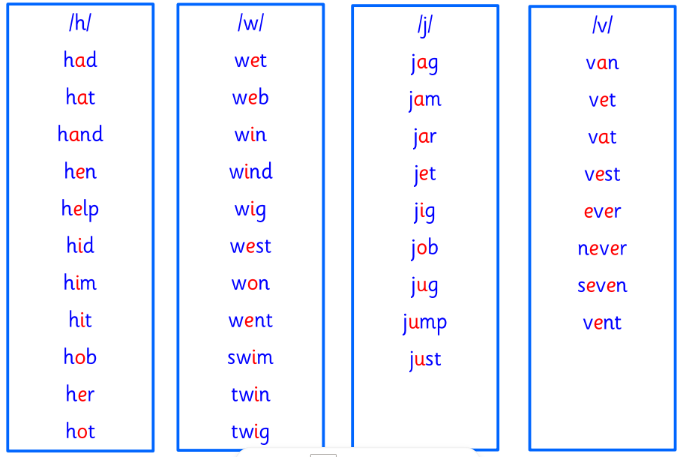 /h/
had
hat
hand
hen
help
hid
him
hit
hob
her
hot
/w/
wet
web
win
wind
wig
west
won
went
swim
twin
twig
/j/
jag
jam
jar
jet
jig
job
jug
jump
just
/v/
van
vet
vat
vest
ever
never
seven
vent